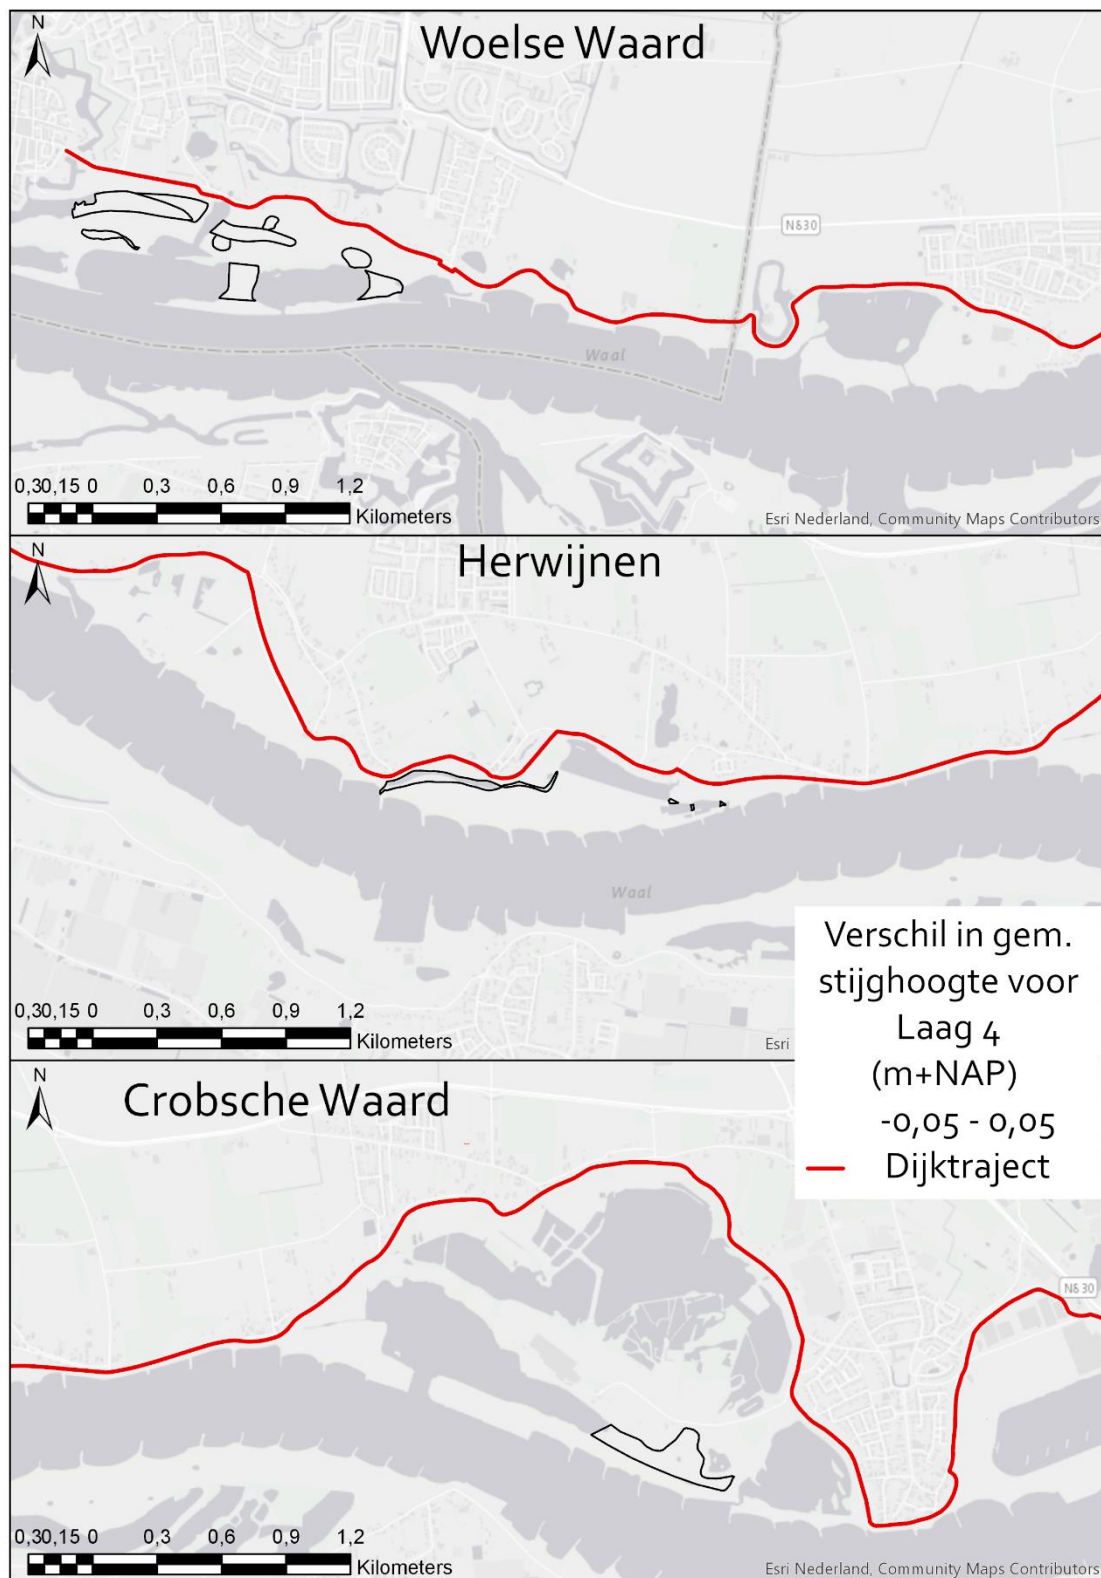 N
Woelse Waard
N830
Waal
0,30,15 0 0,3 0,6 0,9 1,2
Kilometers
Esri Nederland, Community Maps Contributors
N
Herwijnen
Waal
0,30,15 0 0,3 0,6 0,9 1,2
Kilometers
Esri
Verschil in gem.
stijghoogte voor
Laag 4
(m+NAP)
-0,05 - 0,05
Dijktraject
N
Crobsche Waard
N830
0,30,15 0 0,3 0,6 0,9 1,2
Kilometers
Esri Nederland, Community Maps Contributors